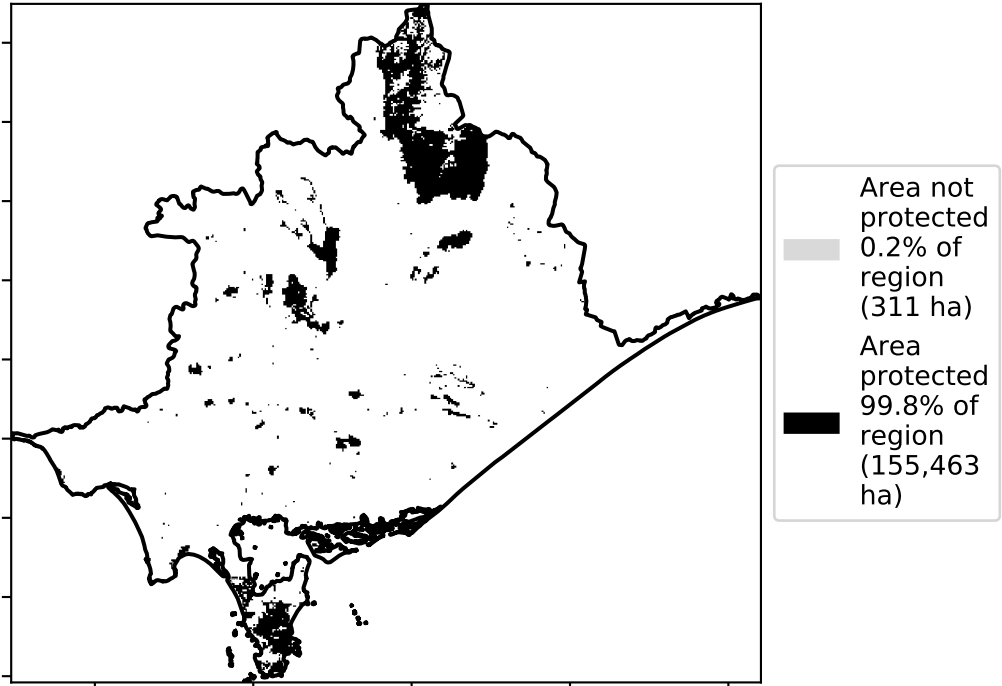 Area not
protected
0.2% of
region
(311 ha)
Area
protected
99.8% of
region
(155,463
ha)